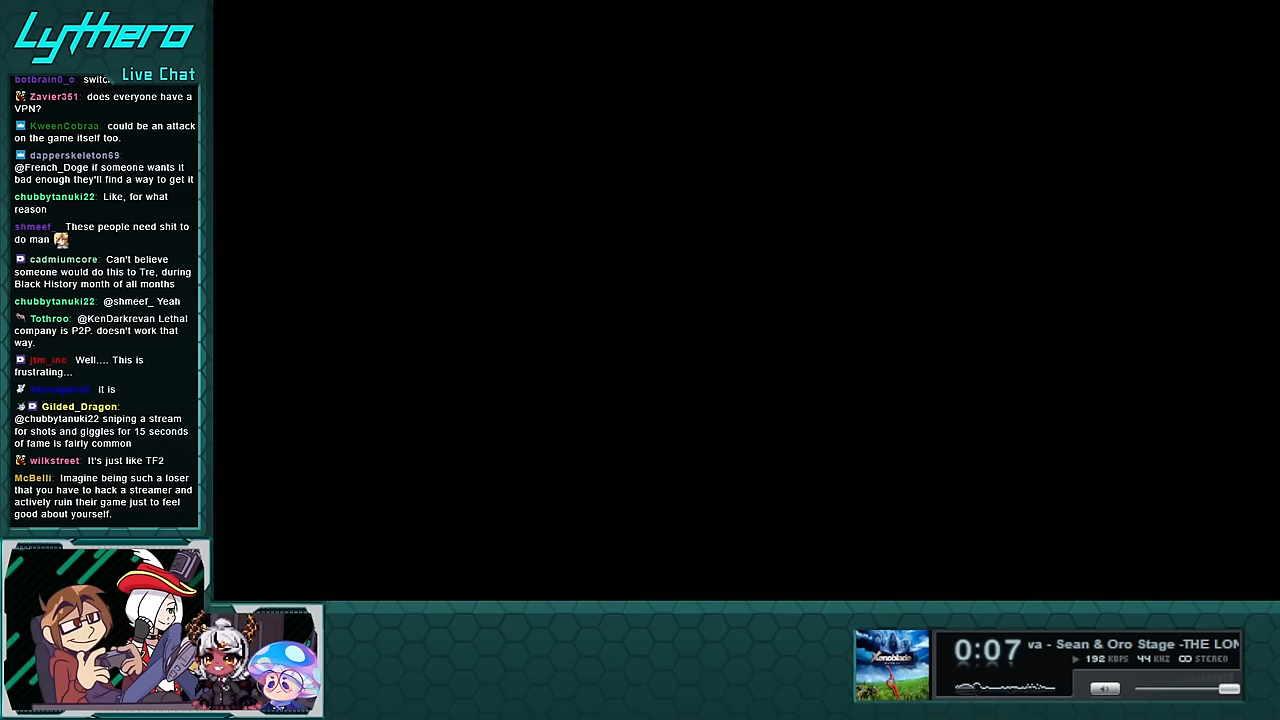 Lythero
Live Chat
botbrain0_o switc
Zavier351: does everyone have a
VPN?
KweenCobraa could be an attack
on the game itself too.
dapperskeleton69:
@French_Doge if someone wants it
bad enough they'll find a way to get it
chubbytanuki22: Like, for what
reason
shmeef_ These people need shit to
do man
cadmiumcore: Can't believe
someone would do this to Tre, during
Black History month of all months
chubbytanuki22: @shmeef_ Yeah
Tothroo: @KenDarkrevan Lethal
company is P2P. doesn't work that
way.
jtm_inc Well.... This is
frustrating...
it is
Gilded_Dragon:
@chubbytanuki22 sniping a stream
for shots and giggles for 15 seconds
of fame is fairly common
wilkstreet: It's just like TF2
McBelli: Imagine being such a loser
that you have to hack a streamer and
actively ruin their game just to feel
good about yourself.
Xenoblade
0:07 va - Sean & Oro Stage -THE LON
192 KBPS 44 KHZ STEREO